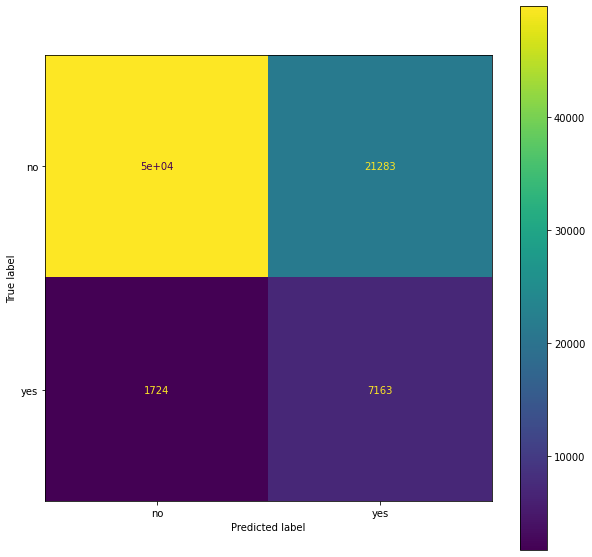 no
5e+04
21283
yes
1724
7163
no
yes
Predicted label
True label
40000
30000
20000
10000